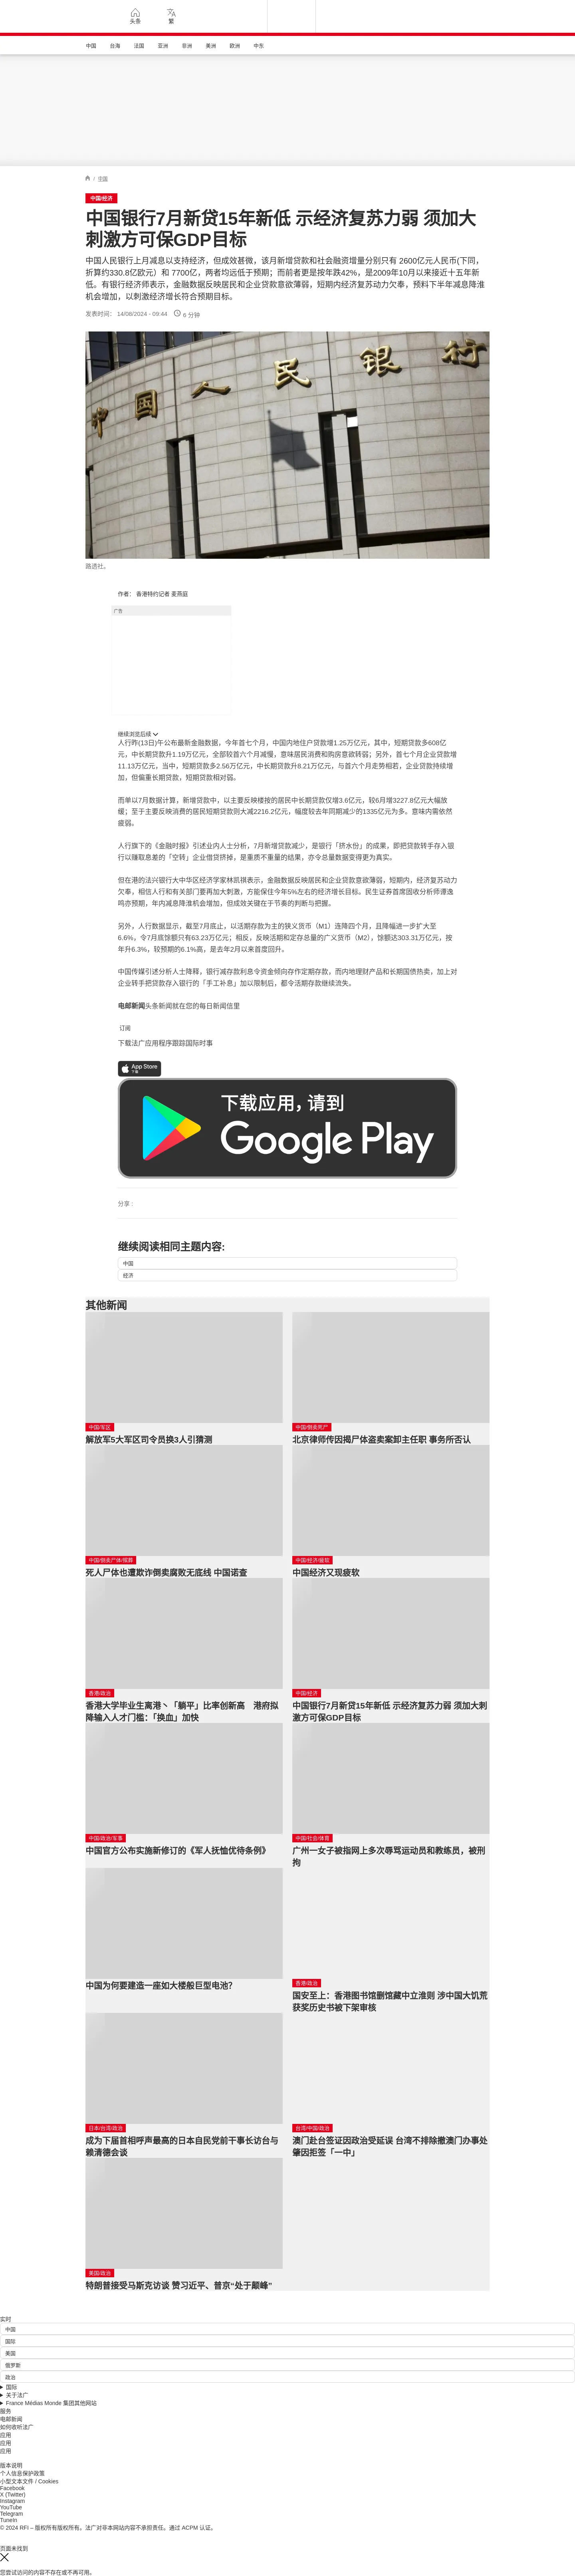 头条
繁
中国
台海
法国
亚洲
非洲
美洲
欧洲
中东
/ 中国
中国/经济
中国银行7月新贷15年新低 示经济复苏力弱 须加大
刺激方可保GDP目标
中国人民银行上月减息以支持经济，但成效甚微，该月新增贷款和社会融资增量分别只有 2600亿元人民币(下同，
折算约330.8亿欧元）和 7700亿，两者均远低于预期；而前者更是按年跌42%，是2009年10月以来接近十五年新
低。有银行经济师表示，金融数据反映居民和企业贷款意欲薄弱，短期内经济复苏动力欠奉，预料下半年减息降准
机会增加，以刺激经济增长符合预期目标。
发表时间： 14/08/2024 - 09:44
6 分钟
中国人民银行
路透社。
作者： 香港特约记者 麦燕庭
广告
继续浏览后续
人行昨(13日)午公布最新金融数据，今年首七个月，中国内地住户贷款增1.25万亿元，其中，短期贷款多608亿
元，中长期贷款升1.19万亿元，全部较首六个月减慢，意味居民消费和购房意欲转弱；另外，首七个月企业贷款增
11.13万亿元，当中，短期贷款多2.56万亿元，中长期贷款升8.21万亿元，与首六个月走势相若，企业贷款持续增
加，但偏重长期贷款，短期贷款相对弱。
而单以7月数据计算，新增贷款中，以主要反映楼按的居民中长期贷款仅增3.6亿元，较6月增3227.8亿元大幅放
缓；至于主要反映消费的居民短期贷款则大减2216.2亿元，幅度较去年同期减少的1335亿元为多。意味内需依然
疲弱。
人行旗下的《金融时报》引述业内人士分析，7月新增贷款减少，是银行「挤水份」的成果，即把贷款转手存入银
行以赚取息差的「空转」企业借贷挤掉，是重质不重量的结果，亦令总量数据变得更为真实。
但在港的法兴银行大中华区经济学家林凯祺表示，金融数据反映居民和企业贷款意欲薄弱，短期内，经济复苏动力
欠奉，相信人行和有关部门要再加大刺激，方能保住今年5%左右的经济增长目标。民生证券首席固收分析师谭逸
鸣亦预期，年内减息降淮机会增加，但成效关键在于节奏的判断与把握。
另外，人行数据显示，截至7月底止，以活期存款为主的狭义货币（M1）连降四个月，且降幅进一步扩大至
6.6%，令7月底馀额只有63.23万亿元；相反，反映活期和定存总量的广义货币（M2），馀额达303.31万亿元，按
年升6.3%，较预期的6.1%高，是去年2月以来首度回升。
中国传媒引述分析人士降释，银行减存款利息令资金倾向存作定期存款，而内地理财产品和长期国债热卖，加上对
企业转手把贷款存入银行的「手工补息」加以限制后，都令活期存款继续流失。
电邮新闻头条新闻就在您的每日新闻信里
订阅
下载法广应用程序跟踪国际时事
App Store
下载
下载应用，请到
Google Play
分享 :
继续阅读相同主题内容:
中国
经济
其他新闻
中国/军区
解放军5大军区司令员换3人引猜测
中国/倒卖死尸
北京律师传因揭尸体盗卖案卸主任职 事务所否认
中国/倒卖尸体/殡葬
死人尸体也遭欺诈倒卖腐败无底线 中国诺查
中国/经济/疲软
中国经济又现疲软
香港/政治
香港大学毕业生离港丶「躺平」比率创新高　港府拟
降输入人才门槛：「换血」加快
中国/经济
中国银行7月新贷15年新低 示经济复苏力弱 须加大刺
激方可保GDP目标
中国/政治/军事
中国官方公布实施新修订的《军人抚恤优待条例》
中国/社会/体育
广州一女子被指网上多次辱骂运动员和教练员，被刑
拘
中国为何要建造一座如大楼般巨型电池？
香港/政治
国安至上：香港图书馆删馆藏中立淮则 涉中国大饥荒
获奖历史书被下架审核
日本/台湾/政治
成为下届首相呼声最高的日本自民党前干事长访台与
赖清德会谈
台湾/中国/政治
澳门赴台签证因政治受延误 台湾不排除撤澳门办事处
肇因拒签「一中」
美国/政治
特朗普接受马斯克访谈 赞习近平、普京“处于颠峰”
实时
中国
国际
美国
俄罗斯
政治
国际
关于法广
France Médias Monde 集团其他网站
服务
电邮新闻
如何收听法广
应用
应用
应用
版本说明
个人信息保护政策
小型文本文件 / Cookies
Facebook
X (Twitter)
Instagram
YouTube
Telegram
TuneIn
© 2024 RFI – 版权所有版权所有。法广对非本网站内容不承担责任。通过 ACPM 认证。
页面未找到
您尝试访问的内容不存在或不再可用。